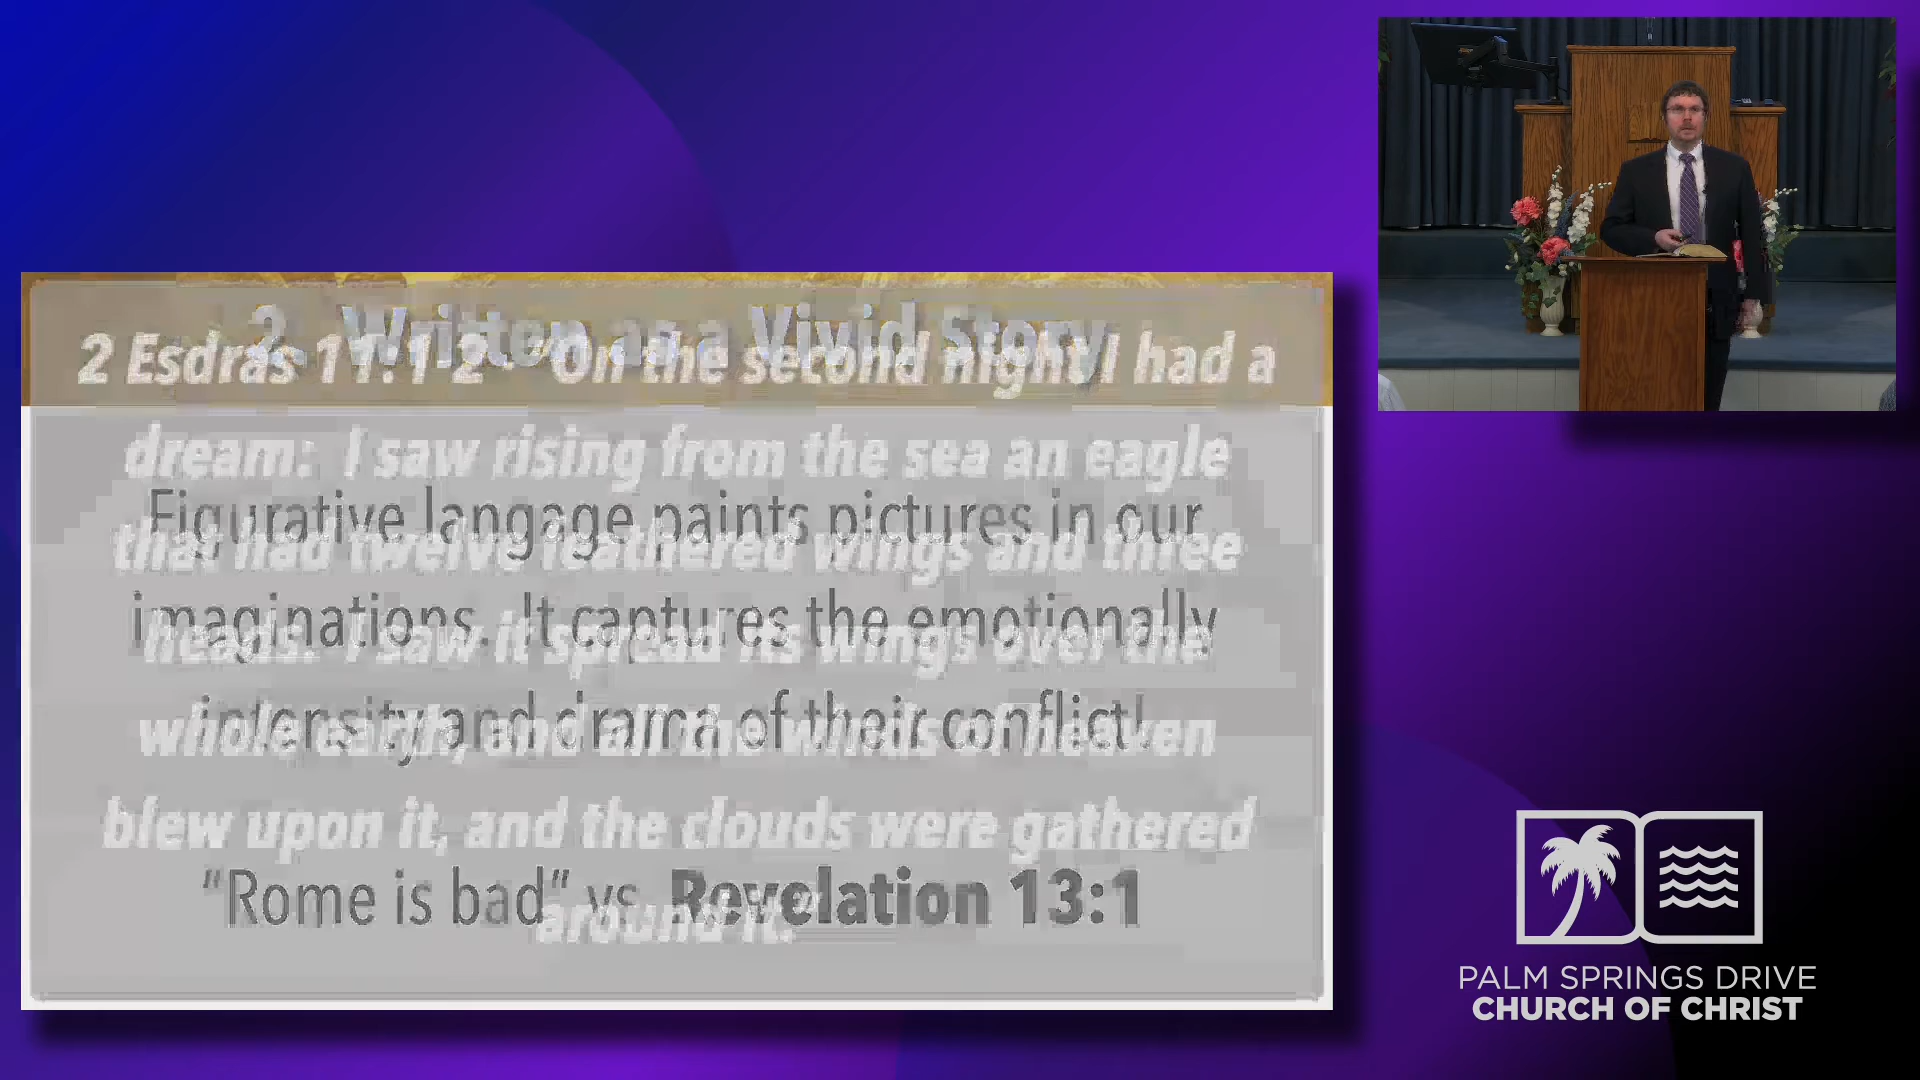 2. Written as a Vivid Story
2 Esdras 11:1-2 - "On the second night I had a
dream: I saw rising from the sea an eagle
that had twelve feathered wings and three
heads. I saw it spread its wings over the
whole earth, and all the winds of heaven
blew upon it, and the clouds were gathered
around it."
Figurative langage paints pictures in our
imaginations. It captures the emotionally
intensity and drama of their conflict!
"Rome is bad" vs. Revelation 13:1
PALM SPRINGS DRIVE
CHURCH OF CHRIST